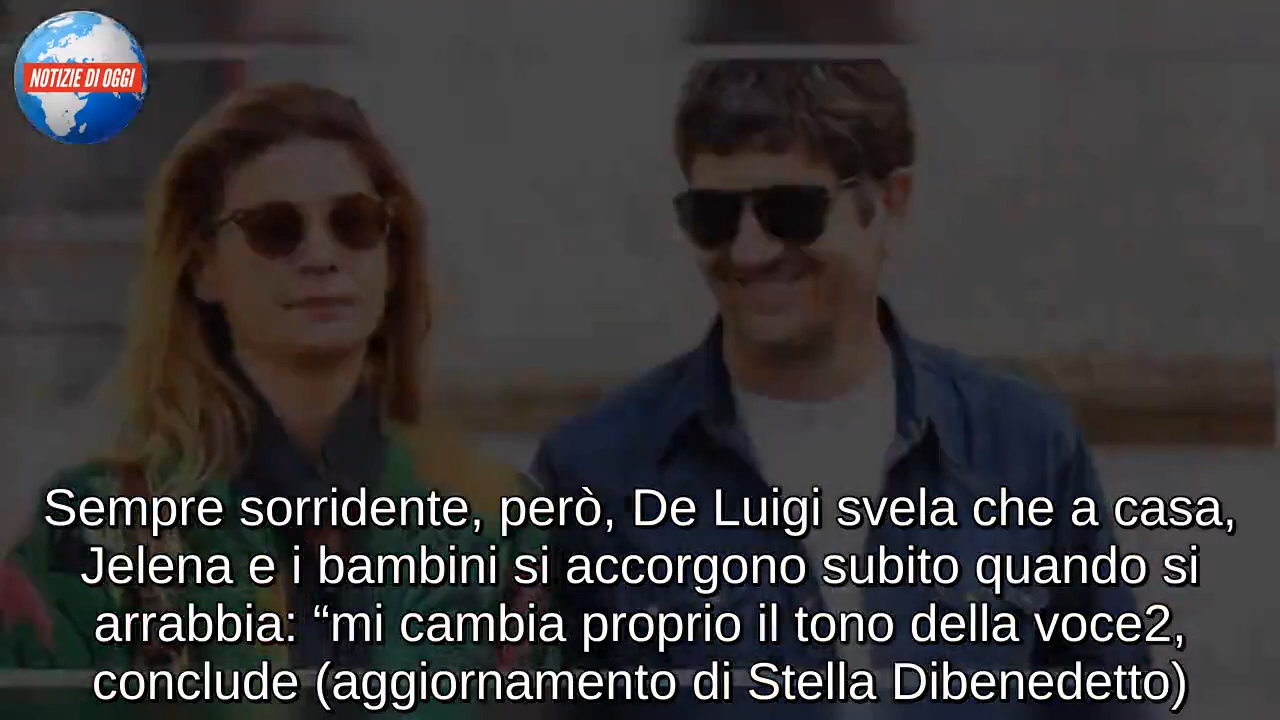 NOTIZIE DI OGGI
Sempre sorridente, però, De Luigi svela che a casa,
Jelena e i bambini si accorgono subito quando si
arrabbia: “mi cambia proprio il tono della voce2,
conclude (aggiornamento di Stella Dibenedetto)